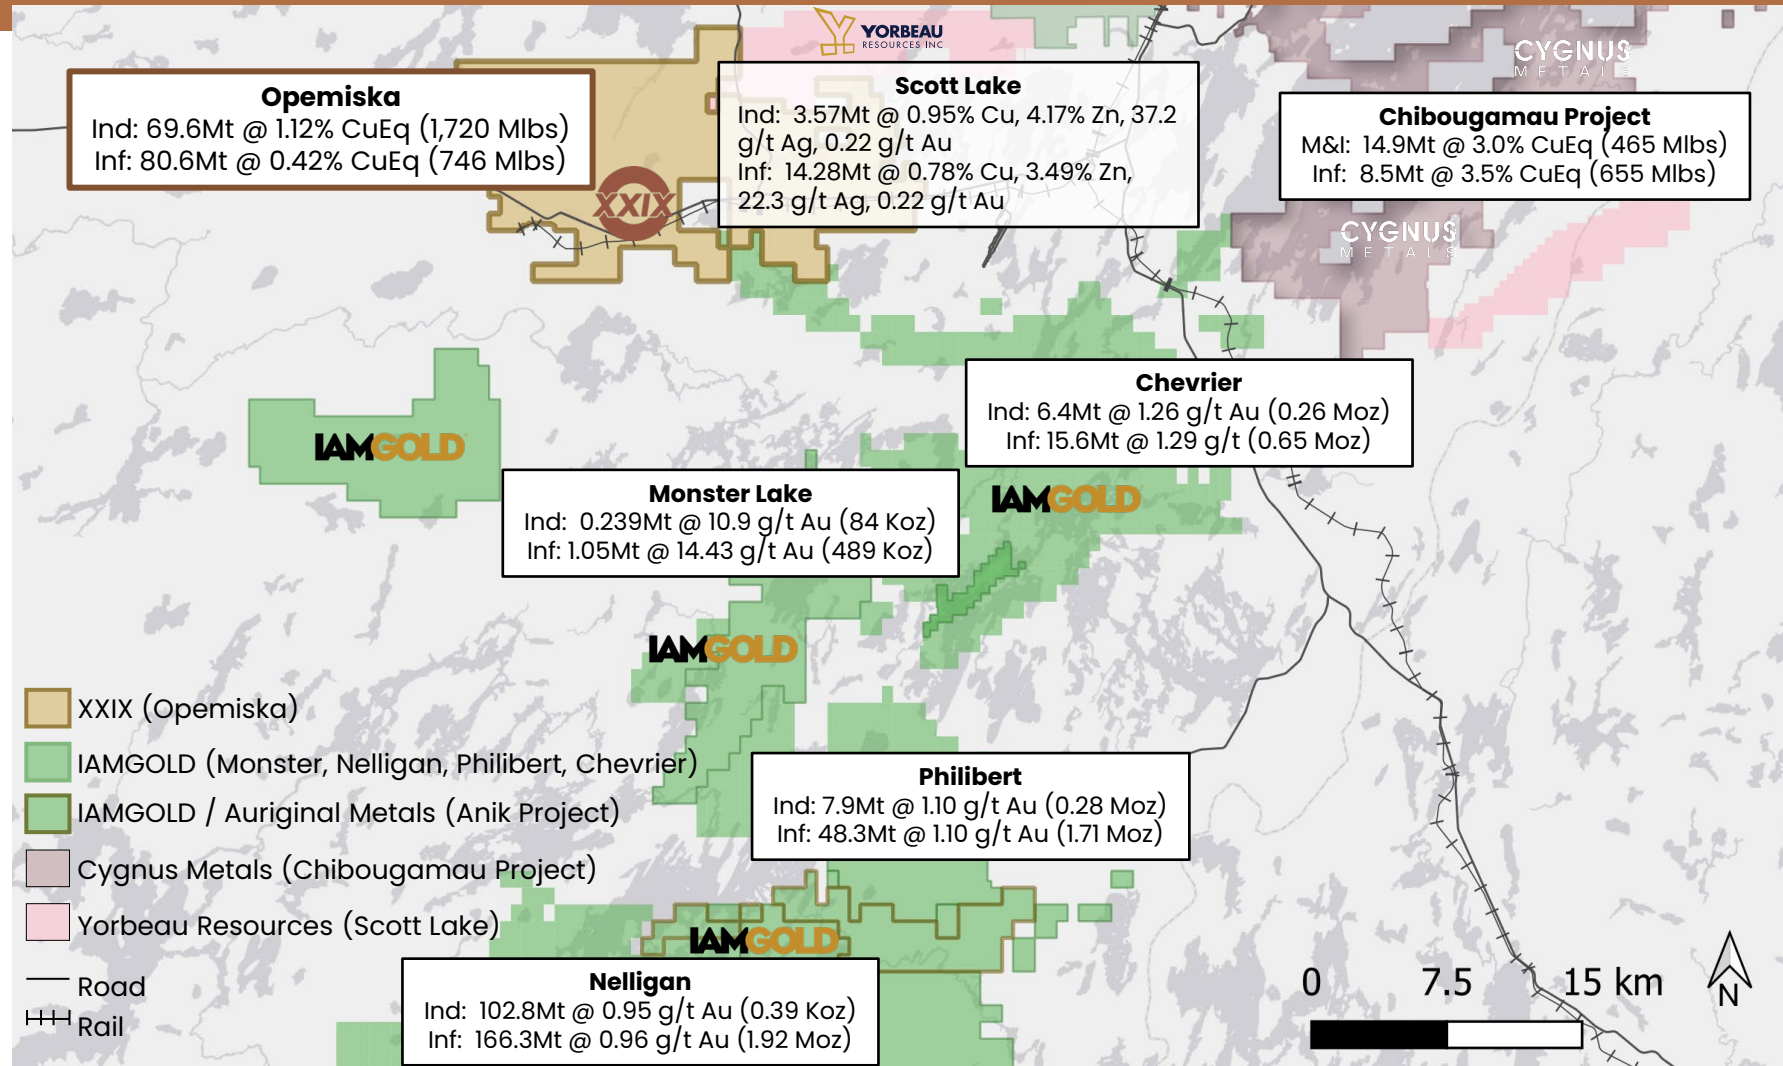 YORBEAU
RESOURCES INC
CYGNUS
METALS
Opemiska
Ind: 69.6Mt @ 1.12% CuEq (1,720 Mlbs)
Inf: 80.6Mt @ 0.42% CuEq (746 Mlbs)
Scott Lake
Ind: 3.57Mt @ 0.95% Cu, 4.17% Zn, 37.2
g/t Ag, 0.22 g/t Au
Inf: 14.28Mt @ 0.78% Cu, 3.49% Zn,
22.3 g/t Ag, 0.22 g/t Au
Chibougamau Project
M&I: 14.9Mt @ 3.0% CuEq (465 Mlbs)
Inf: 8.5Mt @ 3.5% CuEq (655 Mlbs)
XXIX
CYGNUS
METALS
Chevrier
Ind: 6.4Mt @ 1.26 g/t Au (0.26 Moz)
Inf: 15.6Mt @ 1.29 g/t (0.65 Moz)
IAMGOLD
Monster Lake
Ind: 0.239Mt @ 10.9 g/t Au (84 Koz)
Inf: 1.05Mt @ 14.43 g/t Au (489 Koz)
IAMGOLD
IAMGOLD
Philibert
Ind: 7.9Mt @ 1.10 g/t Au (0.28 Moz)
Inf: 48.3Mt @ 1.10 g/t Au (1.71 Moz)
IAMGOLD
Nelligan
Ind: 102.8Mt @ 0.95 g/t Au (0.39 Koz)
Inf: 166.3Mt @ 0.96 g/t Au (1.92 Moz)
XXIX (Opemiska)
IAMGOLD (Monster, Nelligan, Philibert, Chevrier)
IAMGOLD / Auriginal Metals (Anik Project)
Cygnus Metals (Chibougamau Project)
Yorbeau Resources (Scott Lake)
Road
Rail
0 7.5 15 km
N